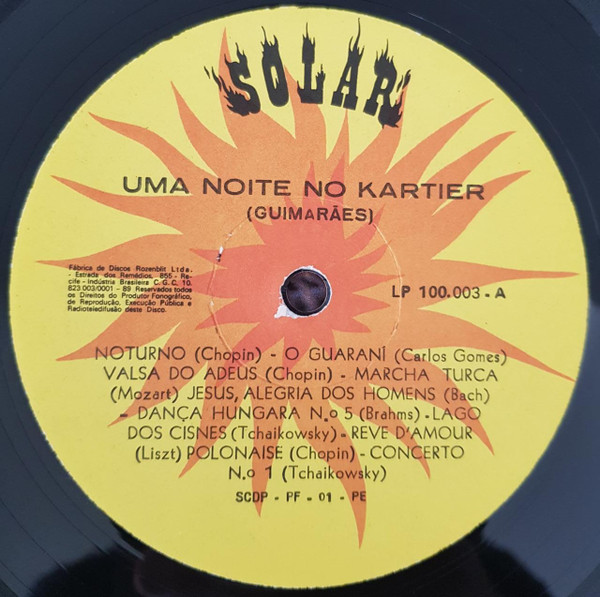 SOLAR
UMA NOITE NO KARTIER
(GUIMARÃES)
Fábrica de Discos Rozenblit Ltda.
- Estrada dos Remédios, 855 - Re-
cife - Indústria Brasileira C. G. C. 10.
823.003/0001 - 89 Reservados todos
os Direitos do Produtor Fonográfico,
de Reprodução, Execução Pública e
Radioteledifusão deste Disco.
LP 100.003 - A
NOTURNO (Chopin) - O GUARANÍ (Carlos Gomes)
VALSA DO ADEUS (Chopin) - MARCHA TURCA
(Mozart) JESUS, ALEGRIA DOS HOMENS (Bach)
- DANÇA HUNGARA N.º 5 (Brahms) - LAGO
DOS CISNES (Tchaikowsky) - REVE D'AMOUR
(Liszt) POLONAISE (Chopin) - CONCERTO
N.º 1 (Tchaikowsky)
SCDP - PF - 01 - PE